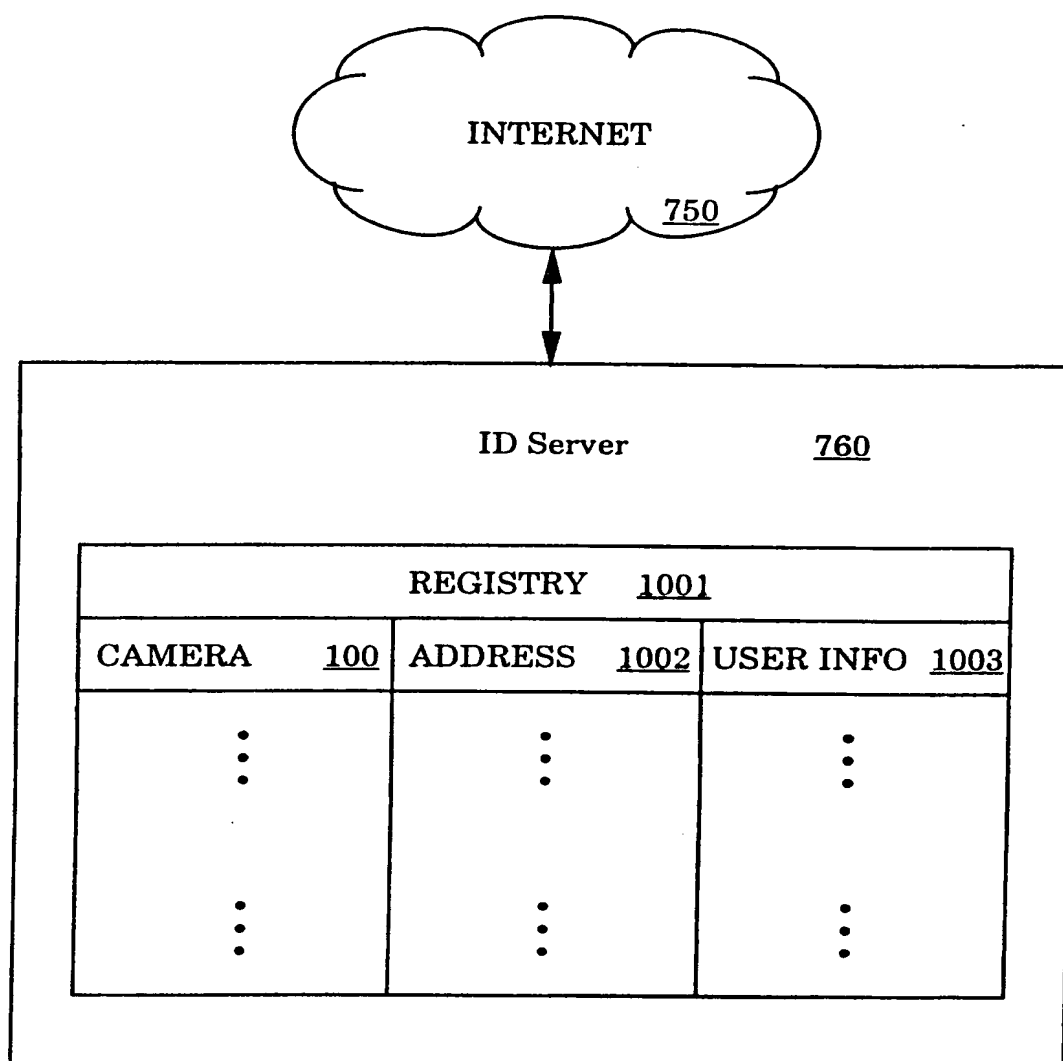 INTERNET
750
ID Server 760
REGISTRY 1001
CAMERA 100 ADDRESS 1002 USER INFO 1003